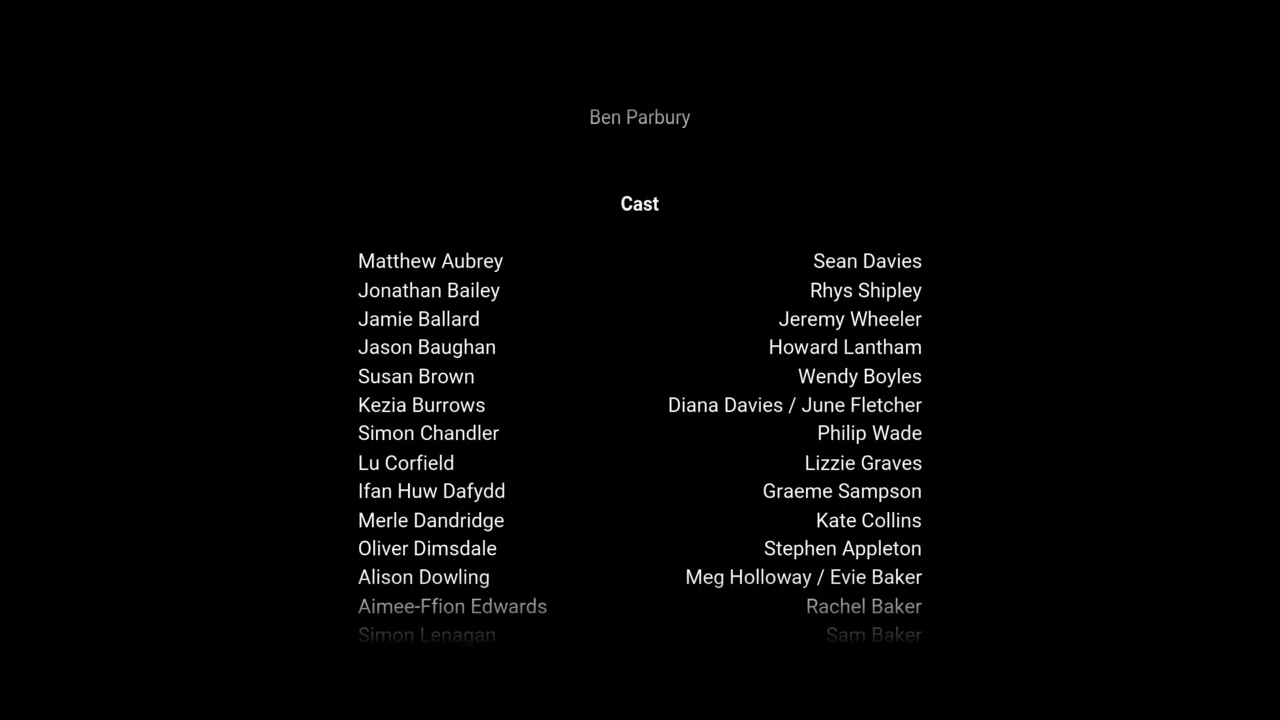 Ben Parbury
Cast
Matthew Aubrey Sean Davies
Jonathan Bailey Rhys Shipley
Jamie Ballard Jeremy Wheeler
Jason Baughan Howard Lantham
Susan Brown Wendy Boyles
Kezia Burrows Diana Davies / June Fletcher
Simon Chandler Philip Wade
Lu Corfield Lizzie Graves
Ifan Huw Dafydd Graeme Sampson
Merle Dandridge Kate Collins
Oliver Dimsdale Stephen Appleton
Alison Dowling Meg Holloway / Evie Baker
Aimee-Ffion Edwards Rachel Baker
Simon Lenagan Sam Baker